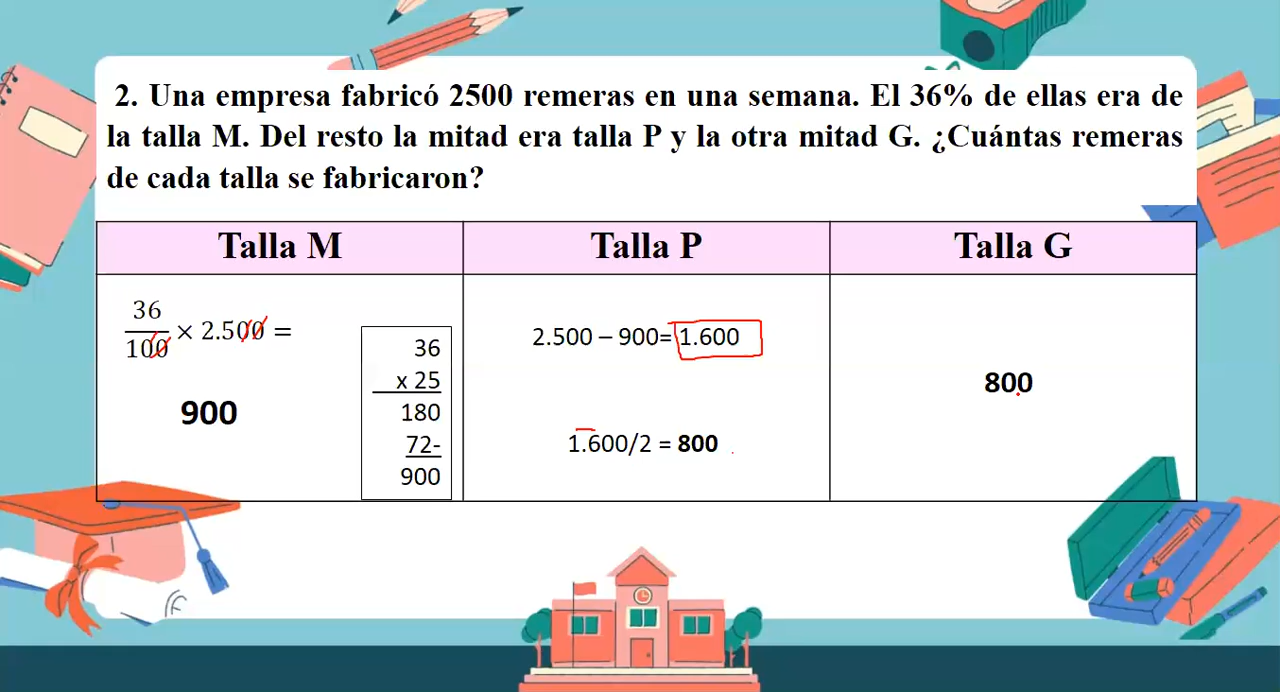 2. Una empresa fabricó 2500 remeras en una semana. El 36% de ellas era de
la talla M. Del resto la mitad era talla P y la otra mitad G. ¿Cuántas remeras
de cada talla se fabricaron?
Talla M
Talla P
Talla G
36
100
× 2.500 =
900
36
x 25
180
72-
900
2.500 – 900= 1.600
1.600/2 = 800
800